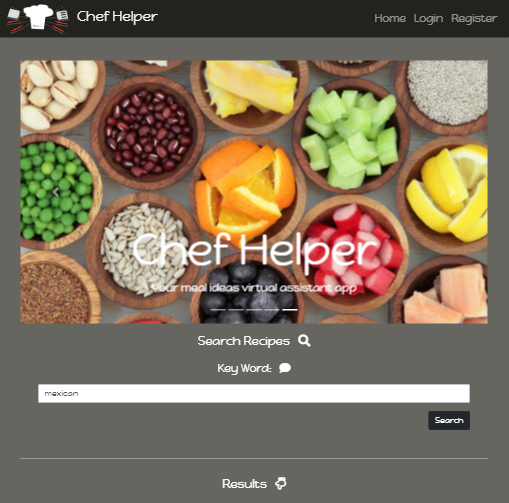 Chef Helper
Home Login Register
Chef Helper
Your meal ideas virtual assistant app
Search Recipes
Key Word:
mexican
Search
Results